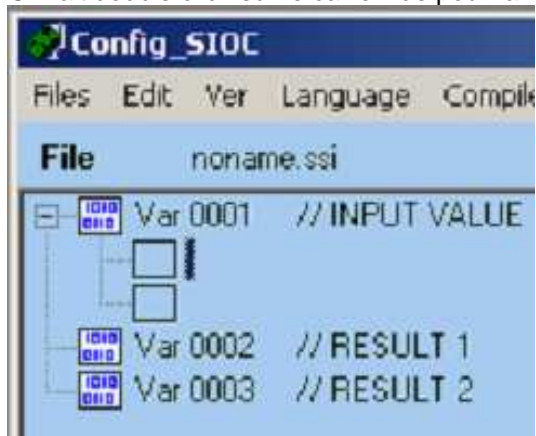 Config_SIOC
Files Edit Ver Language Compile
File noname.ssi
Var 0001 // INPUT VALUE
Var 0002 // RESULT 1
Var 0003 // RESULT 2